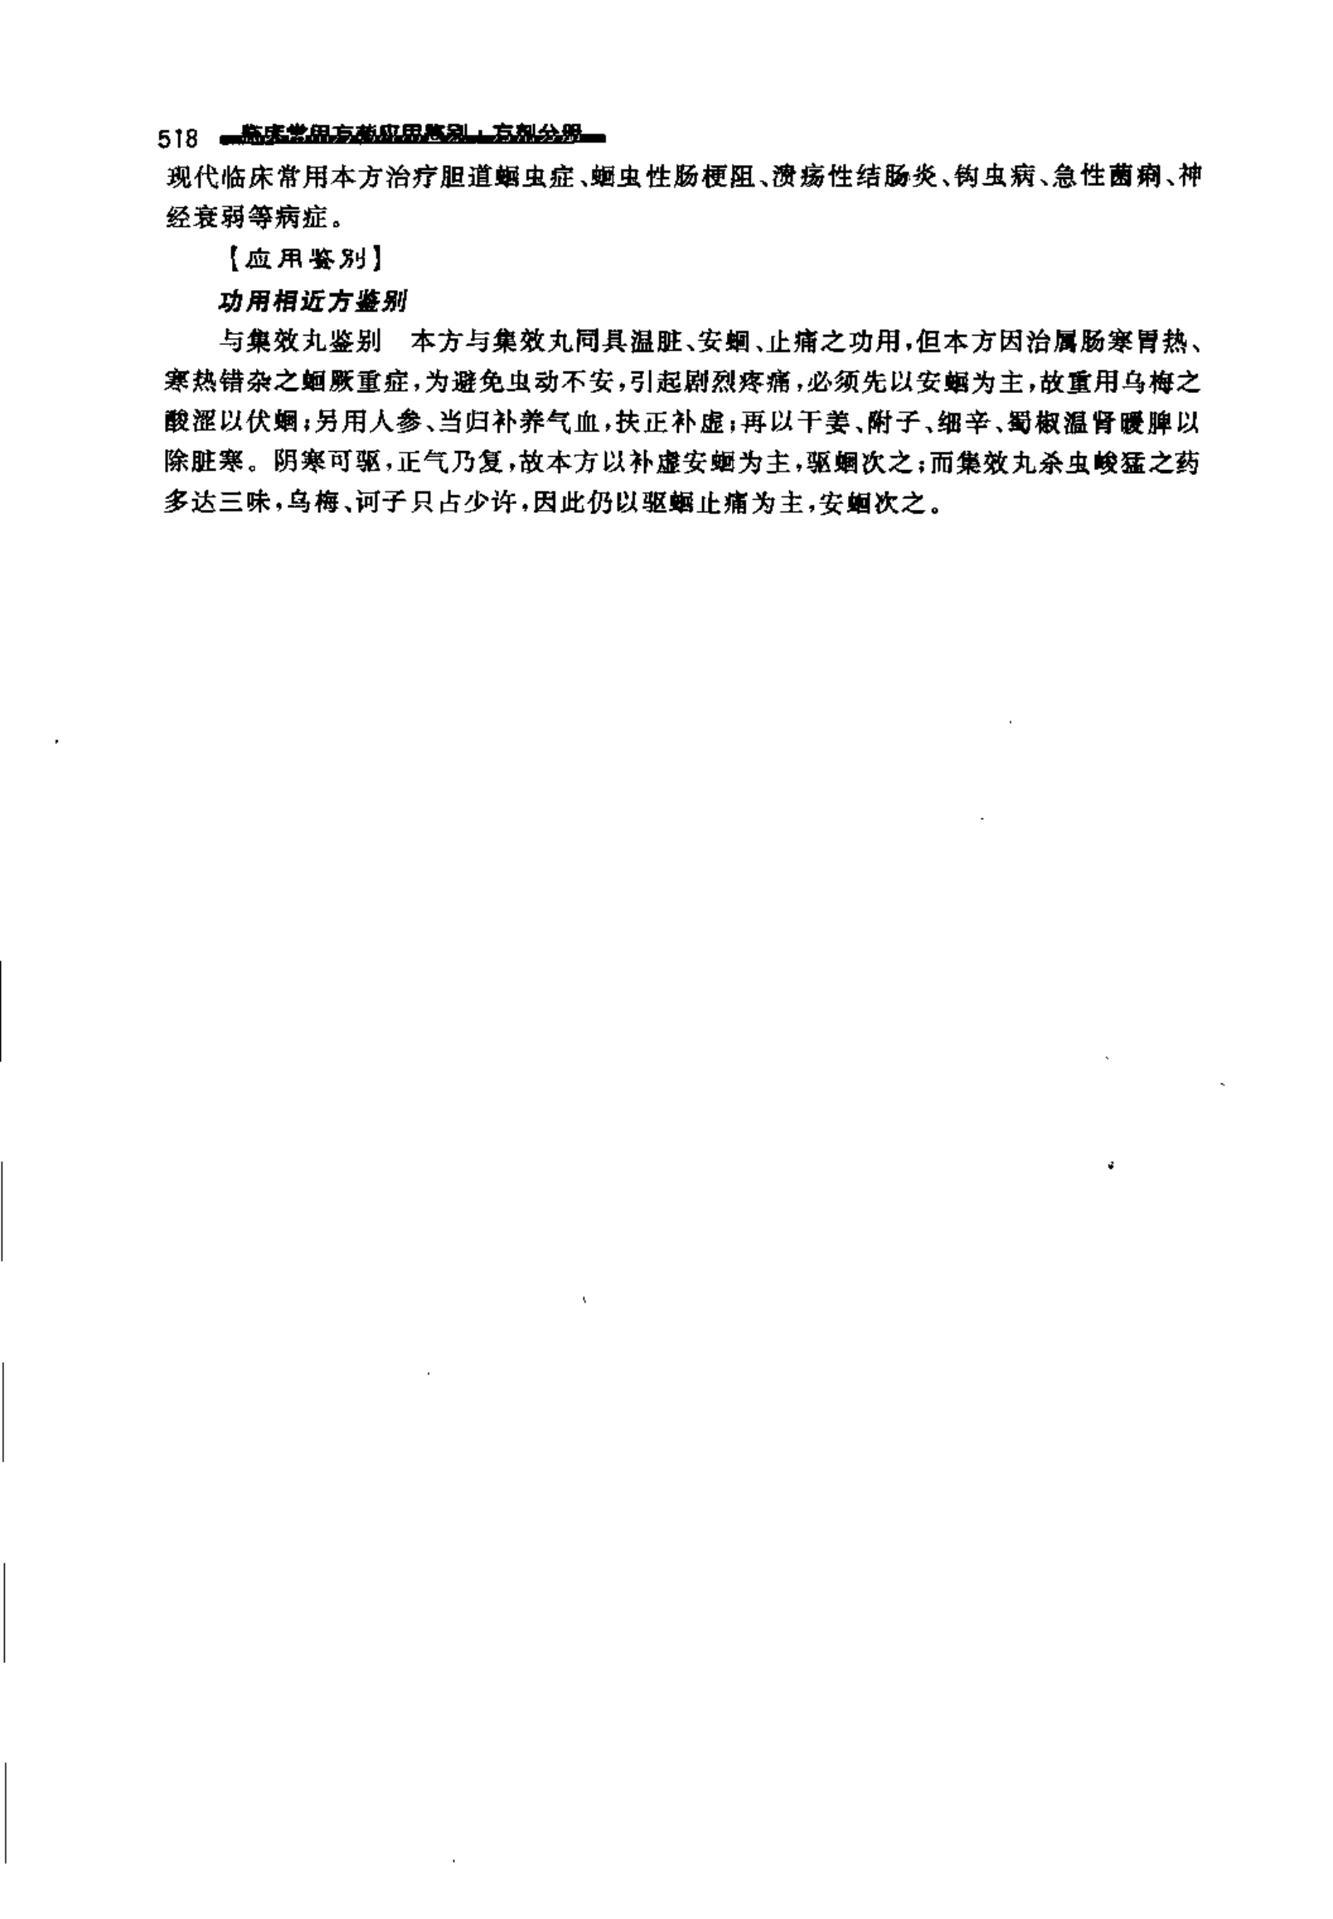 518 临床常用方药应用鉴别·方剂分册
现代临床常用本方治疗胆道蛔虫症、蛔虫性肠梗阻、溃疡性结肠炎、钩虫病、急性菌痢、神
经衰弱等病症。
【应用鉴别】
功用相近方鉴别
与集效丸鉴别 本方与集效丸同具温脏、安蛔、止痛之功用,但本方因治属肠寒胃热、
寒热错杂之蛔厥重症,为避免虫动不安,引起剧烈疼痛,必须先以安蛔为主,故重用乌梅之
酸涩以伏蛔;另用人参、当归补养气血,扶正补虚;再以干姜、附子、细辛、蜀椒温肾暖脾以
除脏寒。阴寒可驱,正气乃复,故本方以补虚安蛔为主,驱蛔次之;而集效丸杀虫峻猛之药
多达三味,乌梅、诃子只占少许,因此仍以驱蛔止痛为主,安蛔次之。